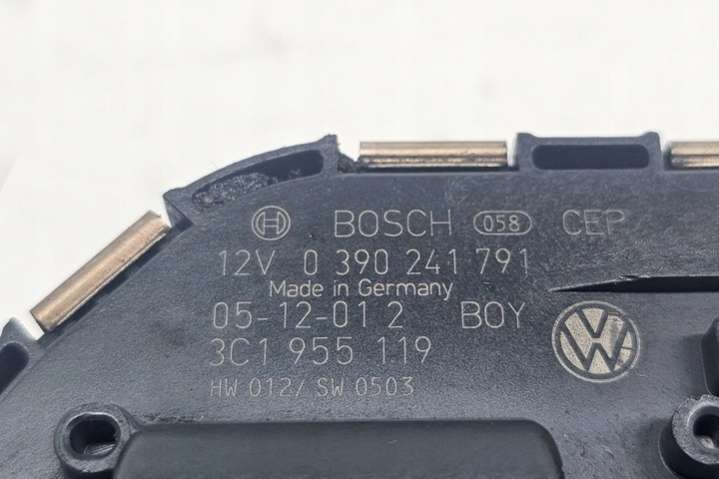 BOSCH 058 CEP
12V 0 390 241 791
Made in Germany
05-12-01 2 BOY
3C1 955 119
HW 012/ SW 0503